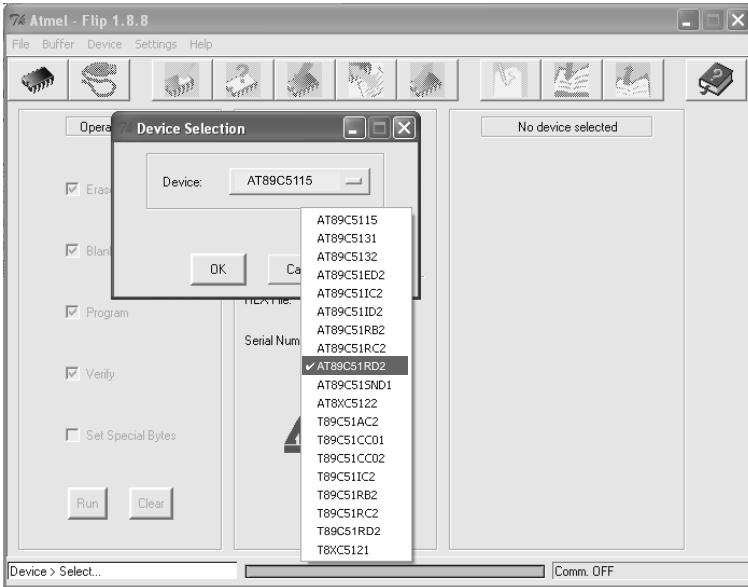 Atmel - Flip 1.8.8
File Buffer Device Settings Help
Opera
No device selected
Device Selection
Device: AT89C5115
OK
Ca
Erase
Blan
Program
Verify
Set Special Bytes
Run
Clear
HEX File:
Serial Num
AT89C5115
AT89C5131
AT89C5132
AT89C51ED2
AT89C51IC2
AT89C51ID2
AT89C51RB2
AT89C51RC2
AT89C51RD2
AT89C51SND1
AT8XC5122
T89C51AC2
T89C51CC01
T89C51CC02
T89C51IC2
T89C51RB2
T89C51RC2
T89C51RD2
T8XC5121
Device > Select...
Comm. OFF